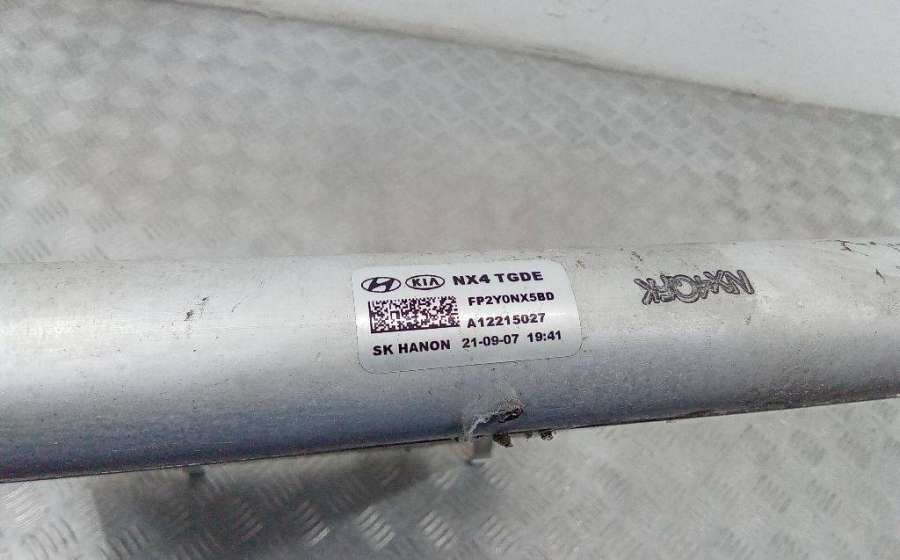 KIA NX4 TGDE
FP2Y0NX5BD
A12215027
SK HANON 21-09-07 19:41